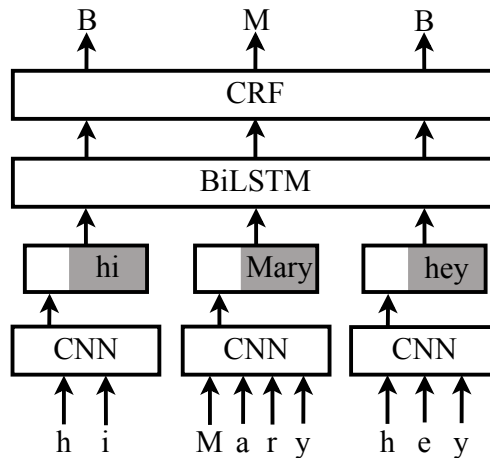 B M B
CRF
BiLSTM
hi Mary hey
CNN CNN CNN
h i M a r y h e y